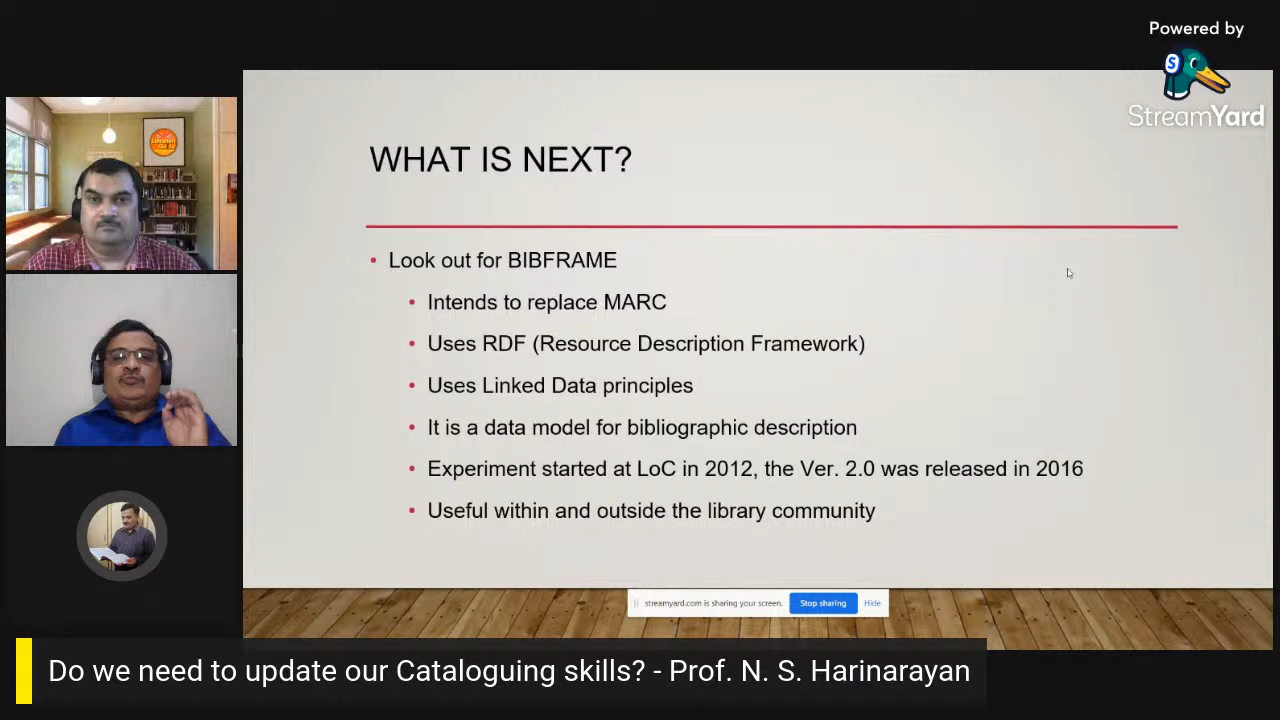 Powered by
S
StreamYard
WHAT IS NEXT?
• Look out for BIBFRAME
• Intends to replace MARC
• Uses RDF (Resource Description Framework)
• Uses Linked Data principles
• It is a data model for bibliographic description
• Experiment started at LoC in 2012, the Ver. 2.0 was released in 2016
• Useful within and outside the library community
streamyard.com is sharing your screen. Stop sharing Hide
Do we need to update our Cataloguing skills? - Prof. N. S. Harinarayan